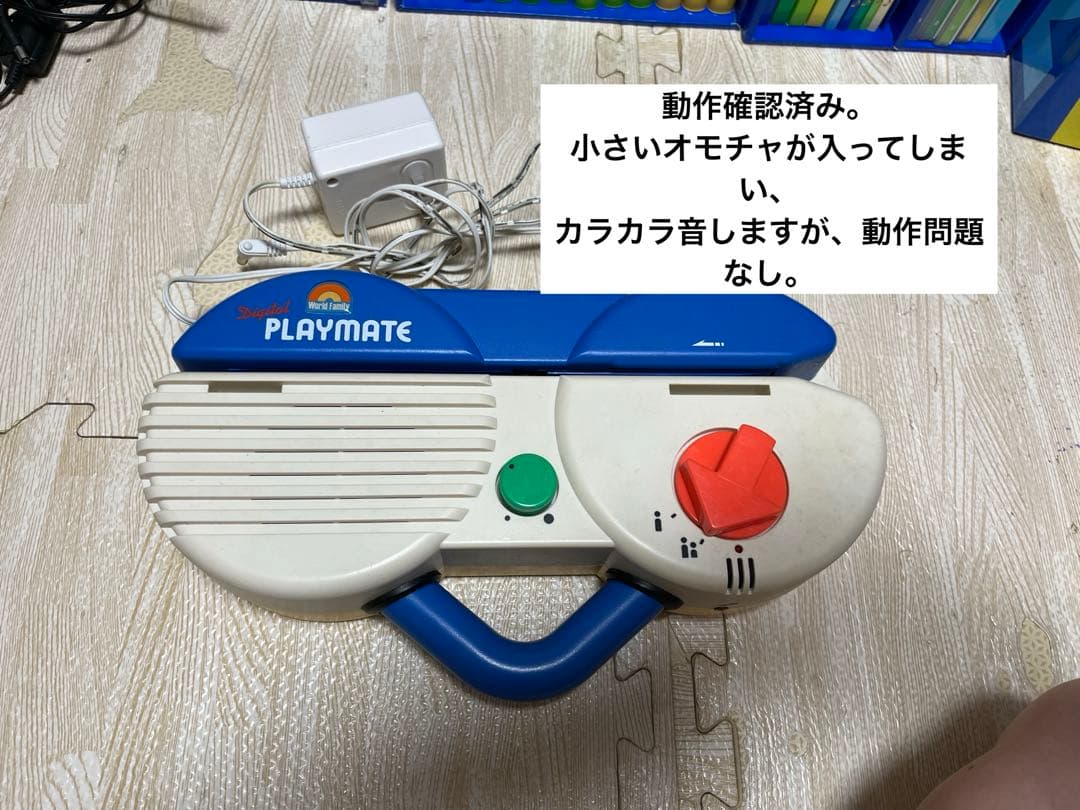 動作確認済み。
小さいオモチャが入ってしま
い、
カラカラ音しますが、動作問題
なし。
Digital
World Family
PLAYMATE